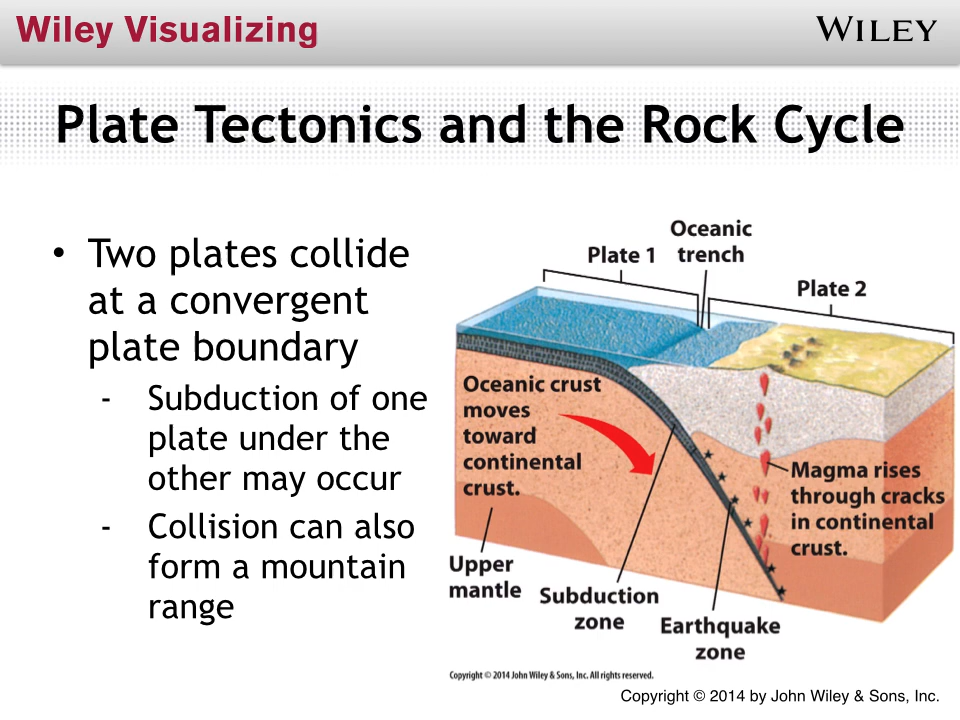 Wiley Visualizing
WILEY
Plate Tectonics and the Rock Cycle
• Two plates collide
at a convergent
plate boundary
- Subduction of one
plate under the
other may occur
- Collision can also
form a mountain
range
Oceanic
trench
Plate 1
Plate 2
Oceanic crust
moves
toward
continental
crust.
Magma rises
through cracks
in continental
crust.
Upper
mantle
Subduction
zone
Earthquake
zone
Copyright © 2014 John Wiley & Sons, Inc. All rights reserved.
Copyright © 2014 by John Wiley & Sons, Inc.